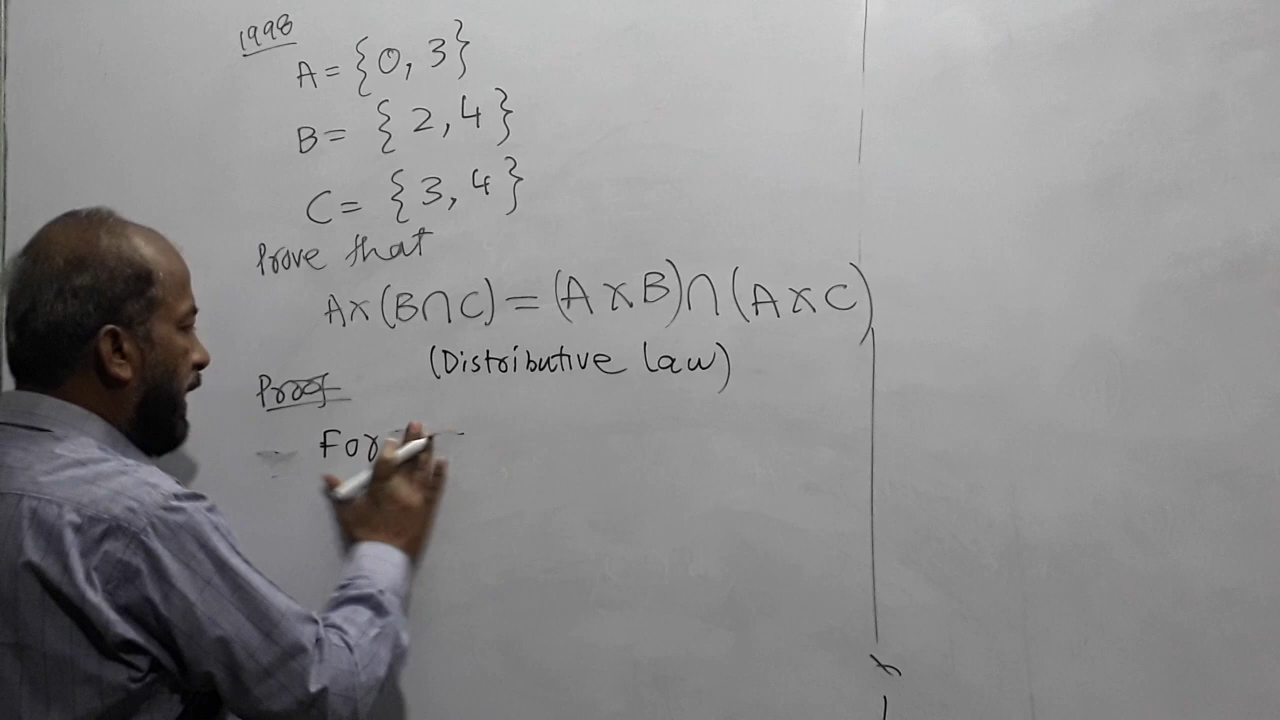 1998
A = {0, 3}
B = {2, 4}
C = {3, 4}
Prove that
A×(B∩C) = (A×B)∩(A×C)
(Distributive law)
Proof
For